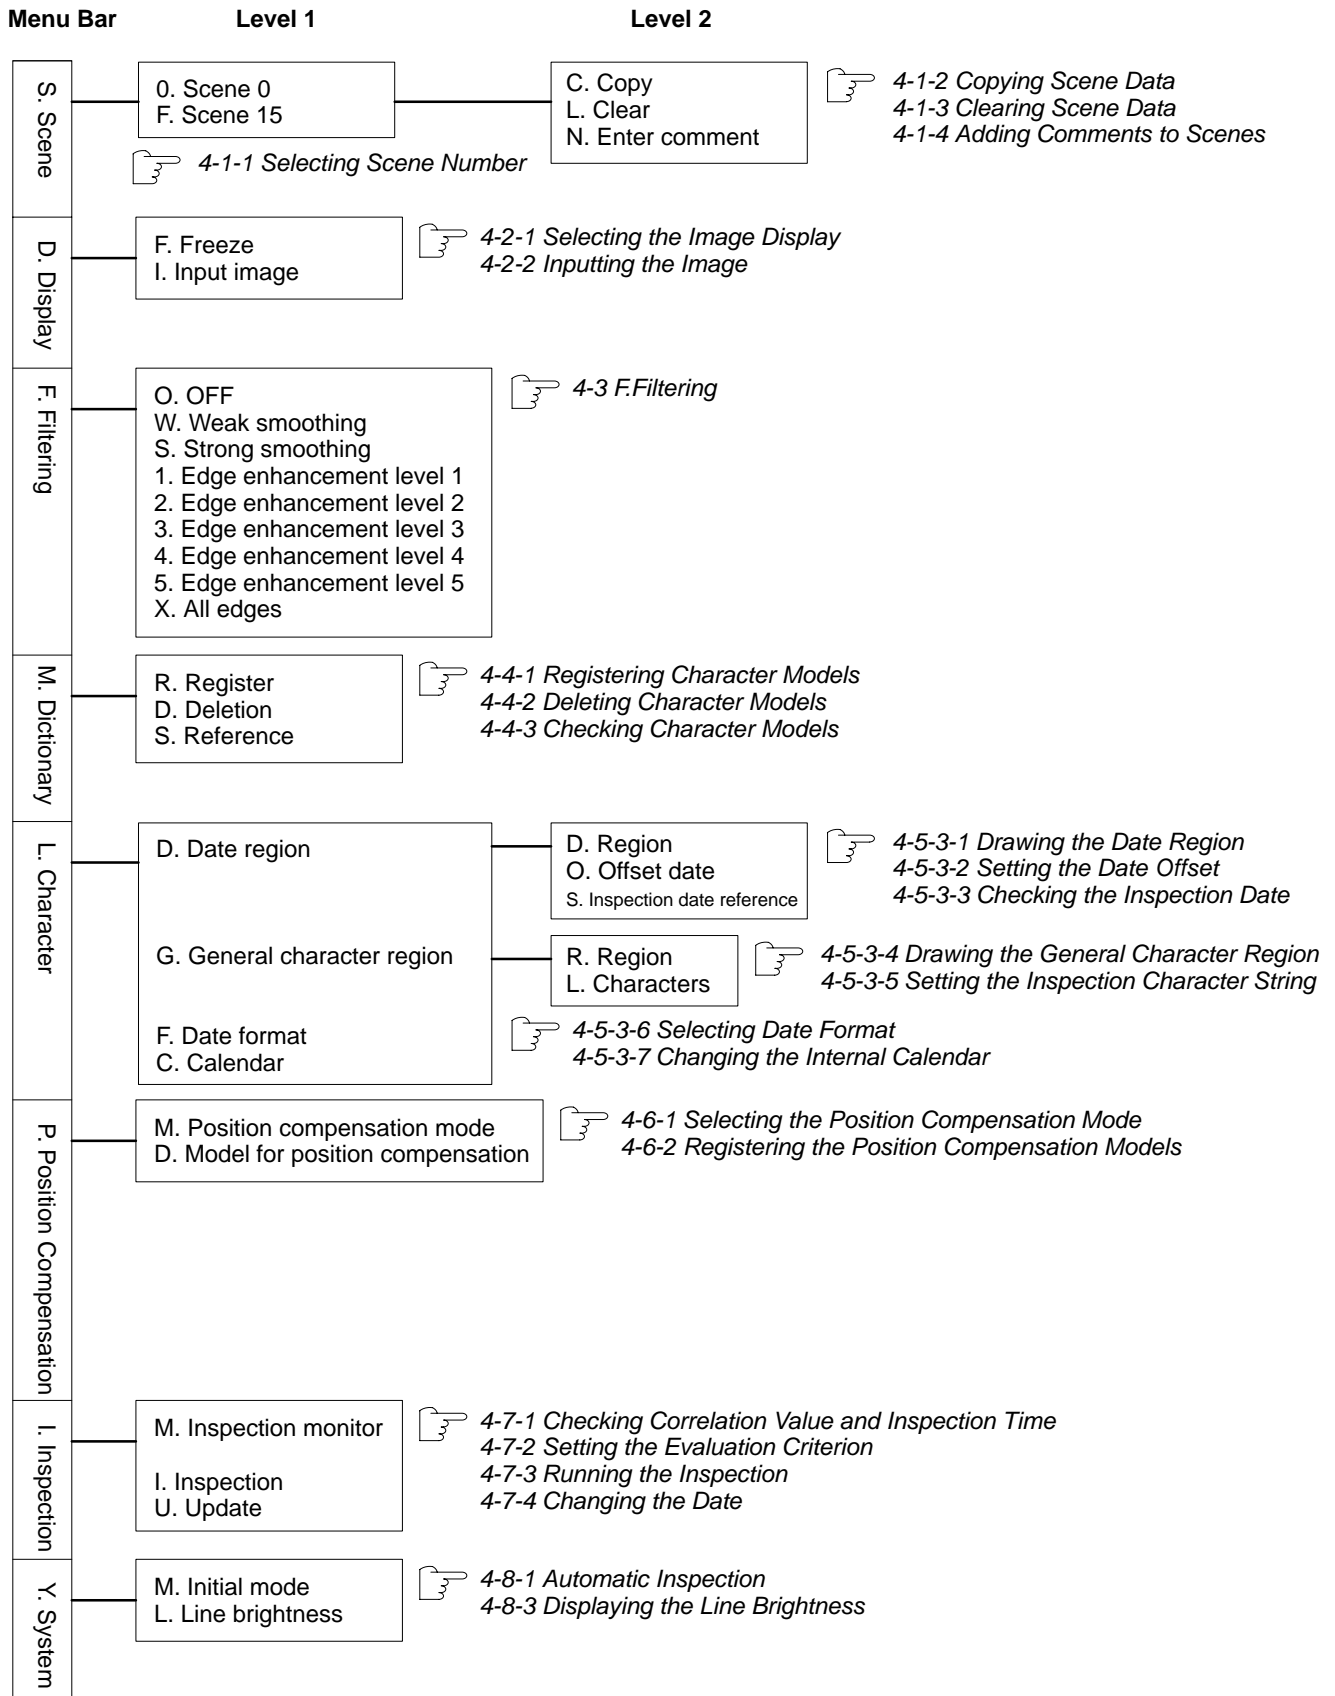 Menu Bar
Level 1
Level 2
S. Scene
0. Scene 0
F. Scene 15
C. Copy
L. Clear
N. Enter comment
4-1-2 Copying Scene Data
4-1-3 Clearing Scene Data
4-1-4 Adding Comments to Scenes
4-1-1 Selecting Scene Number
D. Display
F. Freeze
I. Input image
4-2-1 Selecting the Image Display
4-2-2 Inputting the Image
F. Filtering
O. OFF
W. Weak smoothing
S. Strong smoothing
1. Edge enhancement level 1
2. Edge enhancement level 2
3. Edge enhancement level 3
4. Edge enhancement level 4
5. Edge enhancement level 5
X. All edges
4-3 F.Filtering
M. Dictionary
R. Register
D. Deletion
S. Reference
4-4-1 Registering Character Models
4-4-2 Deleting Character Models
4-4-3 Checking Character Models
L. Character
D. Date region
D. Region
O. Offset date
S. Inspection date reference
4-5-3-1 Drawing the Date Region
4-5-3-2 Setting the Date Offset
4-5-3-3 Checking the Inspection Date
G. General character region
R. Region
L. Characters
4-5-3-4 Drawing the General Character Region
4-5-3-5 Setting the Inspection Character String
F. Date format
C. Calendar
4-5-3-6 Selecting Date Format
4-5-3-7 Changing the Internal Calendar
P. Position Compensation
M. Position compensation mode
D. Model for position compensation
4-6-1 Selecting the Position Compensation Mode
4-6-2 Registering the Position Compensation Models
I. Inspection
M. Inspection monitor
I. Inspection
U. Update
4-7-1 Checking Correlation Value and Inspection Time
4-7-2 Setting the Evaluation Criterion
4-7-3 Running the Inspection
4-7-4 Changing the Date
Y. System
M. Initial mode
L. Line brightness
4-8-1 Automatic Inspection
4-8-3 Displaying the Line Brightness